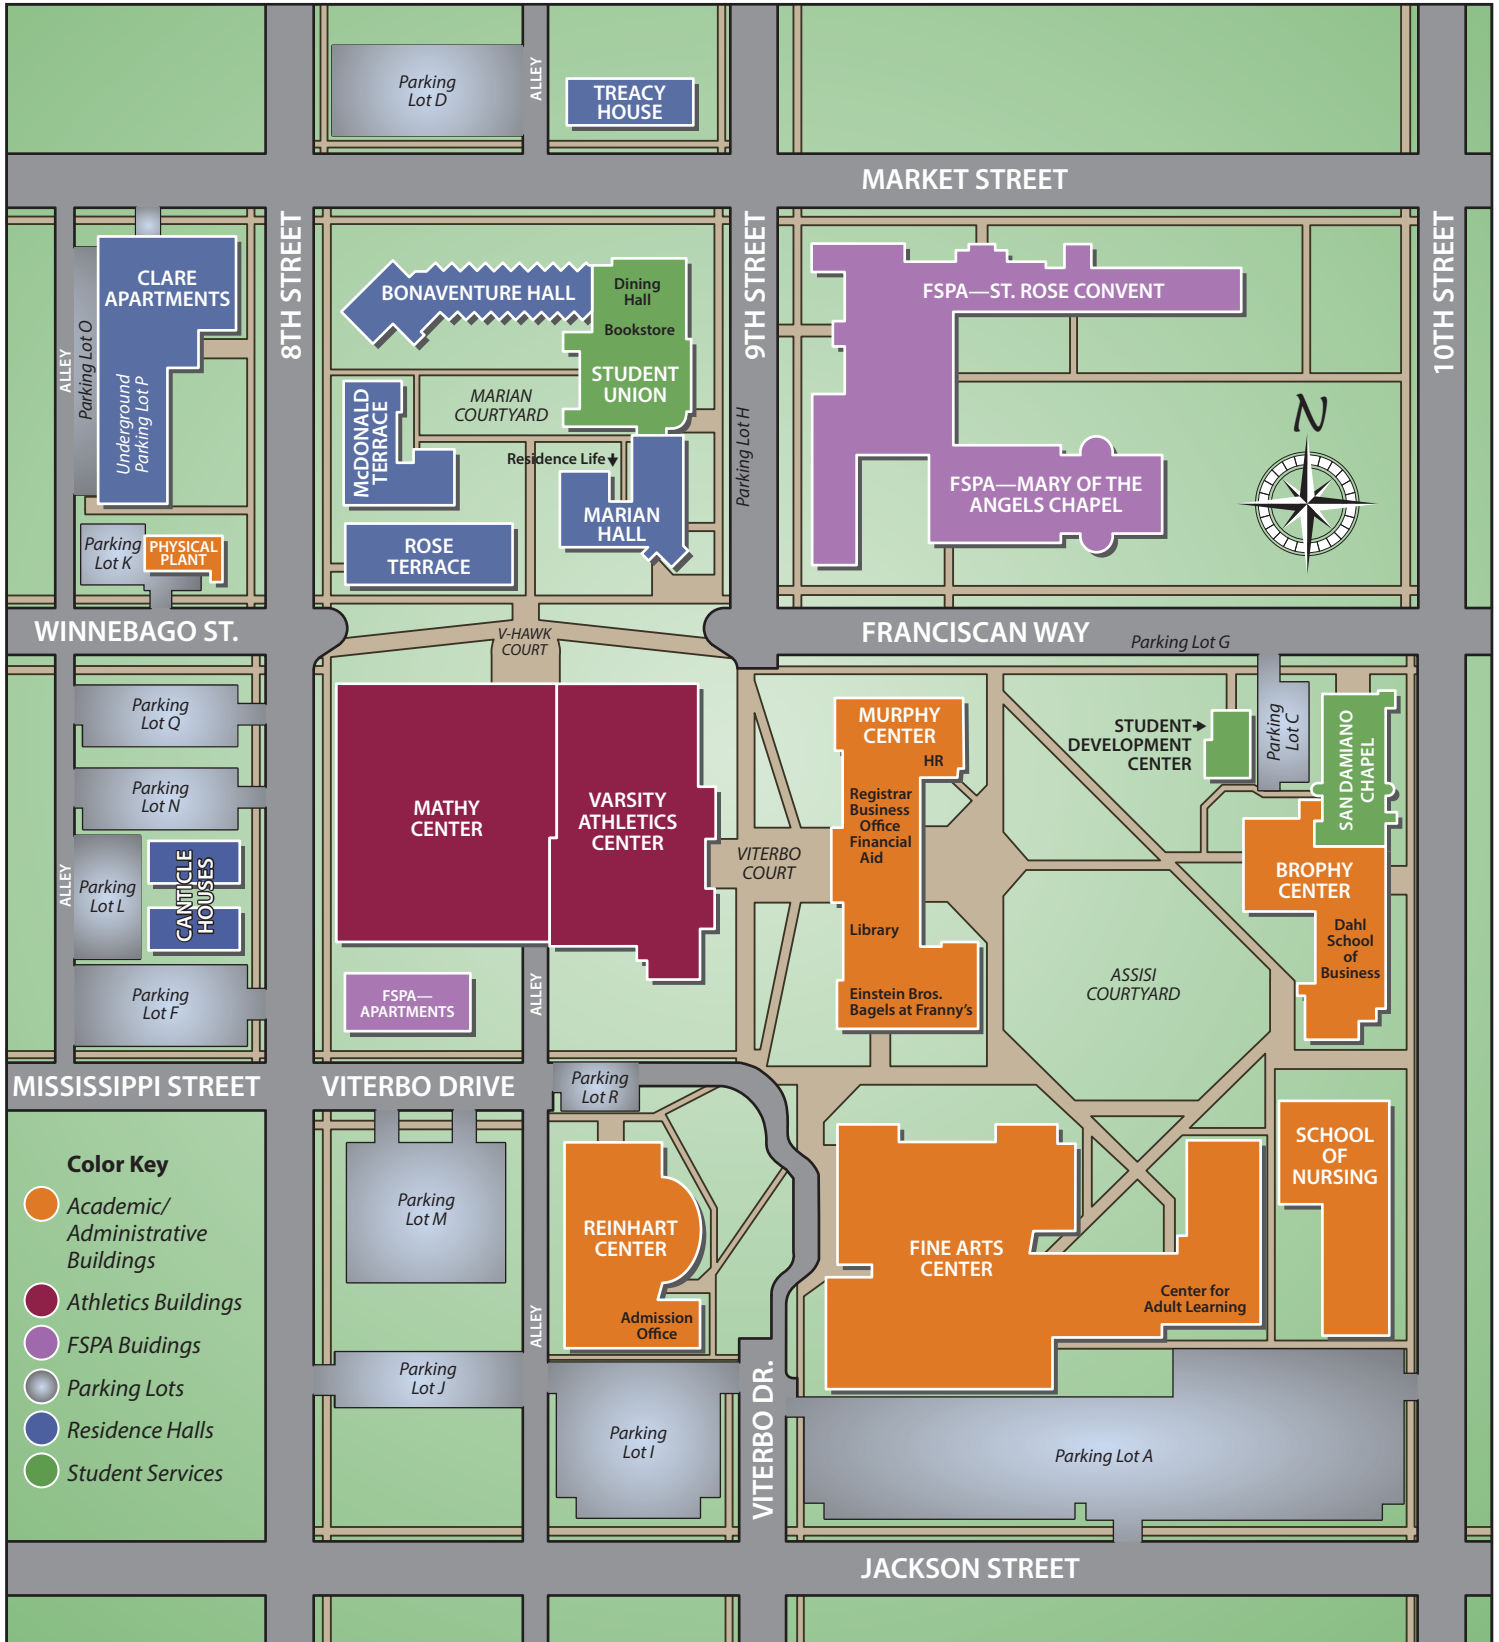 Parking
Lot D
ALLEY
TREACY
HOUSE
MARKET STREET
8TH STREET
9TH STREET
10TH STREET
CLARE
APARTMENTS
Parking Lot O
ALLEY
Underground
Parking Lot P
BONAVENTURE HALL
Dining
Hall
Bookstore
STUDENT
UNION
MARIAN
COURTYARD
McDONALD
TERRACE
Residence Life
MARIAN
HALL
ROSE
TERRACE
Parking Lot H
FSPA—ST. ROSE CONVENT
FSPA—MARY OF THE
ANGELS CHAPEL
N
Parking
Lot K
PHYSICAL
PLANT
WINNEBAGO ST.
V-HAWK
COURT
FRANCISCAN WAY
Parking Lot G
Parking
Lot Q
Parking
Lot N
ALLEY
Parking
Lot L
CANTICLE
HOUSES
Parking
Lot F
MATHY
CENTER
VARSITY
ATHLETICS
CENTER
VITERBO
COURT
MURPHY
CENTER
HR
Registrar
Business
Office
Financial
Aid
Library
Einstein Bros.
Bagels at Franny's
STUDENT
DEVELOPMENT
CENTER
Parking
Lot C
SAN DAMIANO
CHAPEL
BROPHY
CENTER
Dahl
School
of
Business
ASSISI
COURTYARD
FSPA—
APARTMENTS
ALLEY
MISSISSIPPI STREET
VITERBO DRIVE
Parking
Lot R
Color Key
Academic/
Administrative
Buildings
Athletics Buildings
FSPA Buidings
Parking Lots
Residence Halls
Student Services
Parking
Lot M
REINHART
CENTER
Admission
Office
ALLEY
Parking
Lot J
Parking
Lot I
VITERBO DR.
FINE ARTS
CENTER
Center for
Adult Learning
SCHOOL
OF
NURSING
Parking Lot A
JACKSON STREET